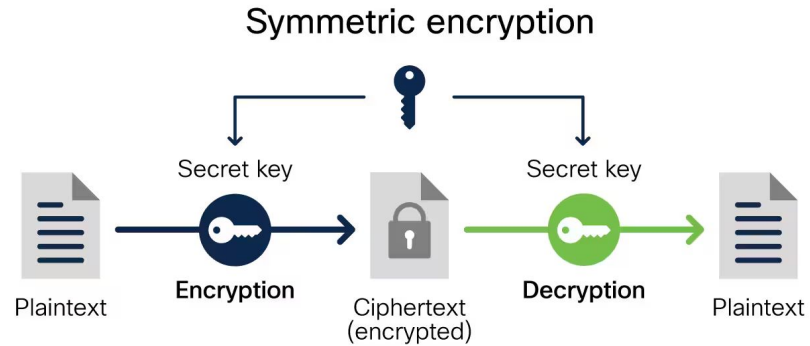 Symmetric encryption
Secret key
Secret key
Plaintext
Encryption
Ciphertext
(encrypted)
Decryption
Plaintext